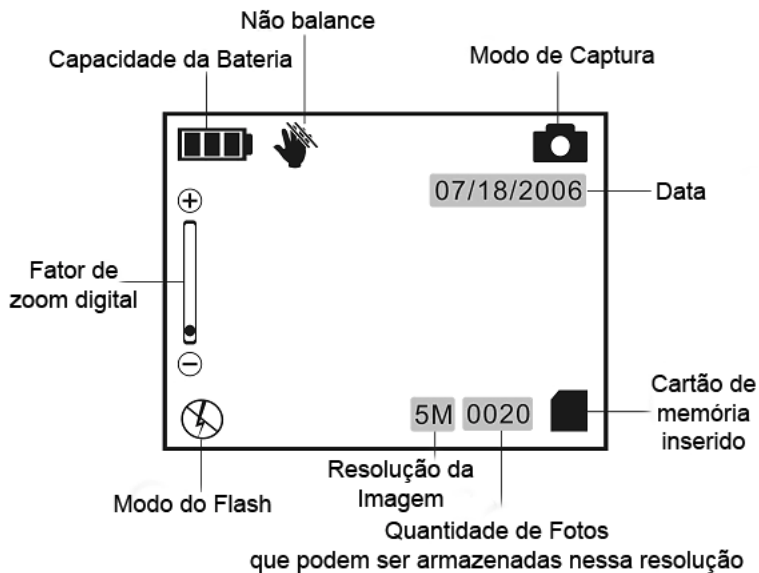 Não balance
Capacidade da Bateria
Modo de Captura
07/18/2006
Data
Fator de
zoom digital
Cartão de
memória
inserido
5M 0020
Resolução da
Imagem
Modo do Flash
Quantidade de Fotos
que podem ser armazenadas nessa resolução